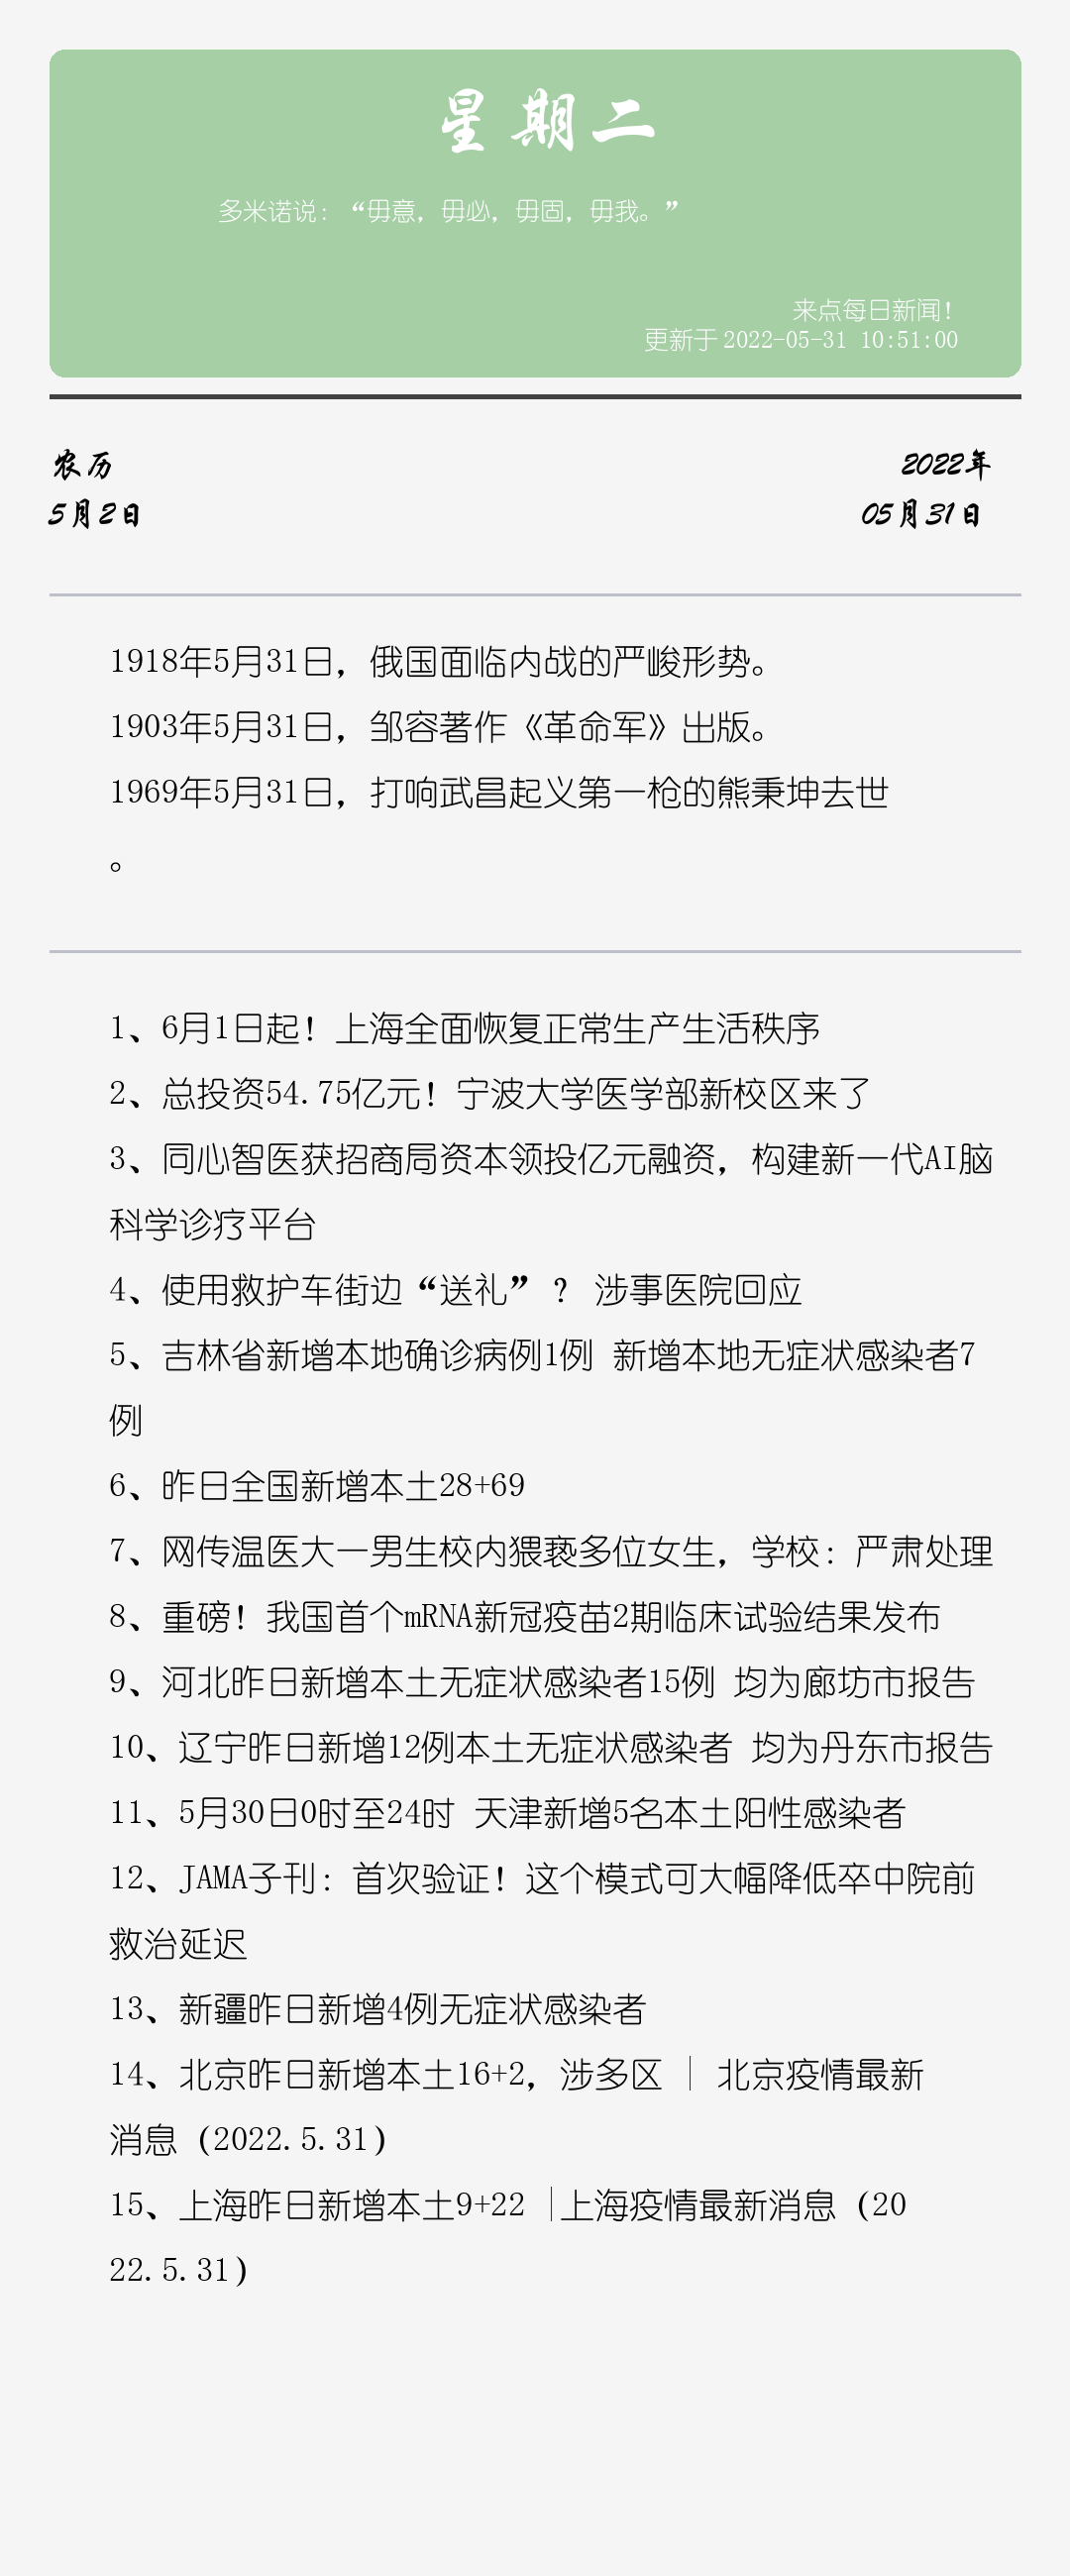 星期二
多米诺说：“毋意，毋必，毋固，毋我。”
来点每日新闻！
更新于 2022-05-31 10:51:00
农历
2022年
5月2日
05月31日
1918年5月31日，俄国面临内战的严峻形势。
1903年5月31日，邹容著作《革命军》出版。
1969年5月31日，打响武昌起义第一枪的熊秉坤去世
。
1、6月1日起！上海全面恢复正常生产生活秩序
2、总投资54.75亿元！宁波大学医学部新校区来了
3、同心智医获招商局资本领投亿元融资，构建新一代AI脑
科学诊疗平台
4、使用救护车街边“送礼”？ 涉事医院回应
5、吉林省新增本地确诊病例1例 新增本地无症状感染者7
例
6、昨日全国新增本土28+69
7、网传温医大一男生校内猥亵多位女生，学校：严肃处理
8、重磅！我国首个mRNA新冠疫苗2期临床试验结果发布
9、河北昨日新增本土无症状感染者15例 均为廊坊市报告
10、辽宁昨日新增12例本土无症状感染者 均为丹东市报告
11、5月30日0时至24时 天津新增5名本土阳性感染者
12、JAMA子刊：首次验证！这个模式可大幅降低卒中院前
救治延迟
13、新疆昨日新增4例无症状感染者
14、北京昨日新增本土16+2，涉多区 | 北京疫情最新
消息（2022.5.31）
15、上海昨日新增本土9+22 |上海疫情最新消息（20
22.5.31）